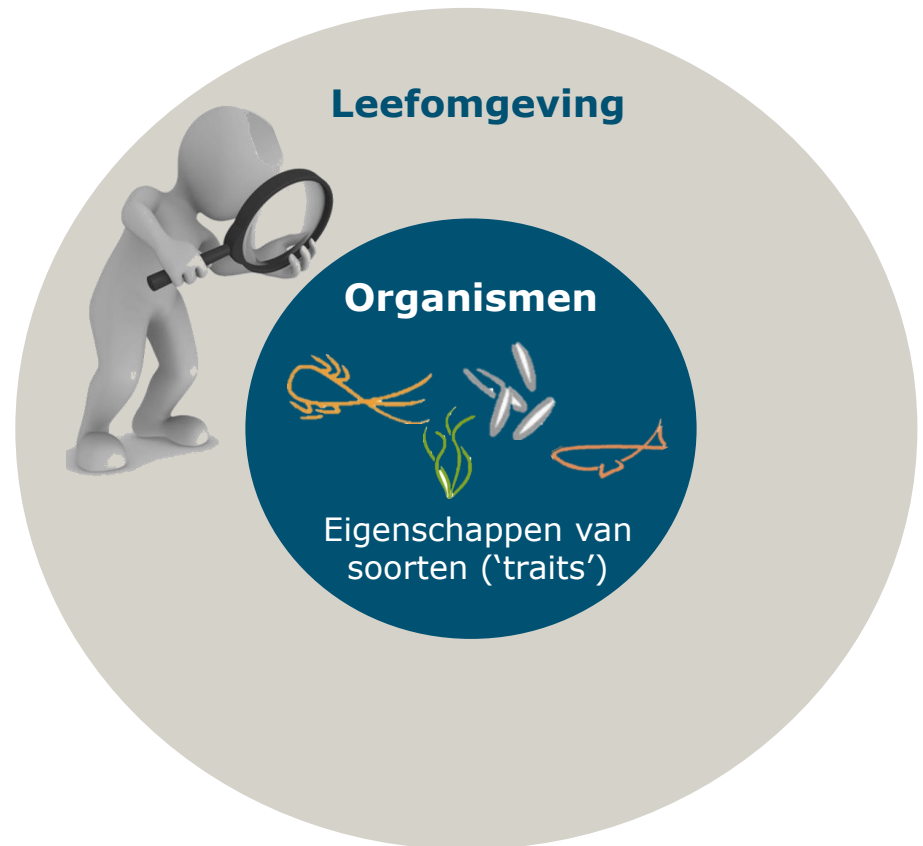 Leefomgeving
Organismen
Eigenschappen van
soorten (‘traits’)